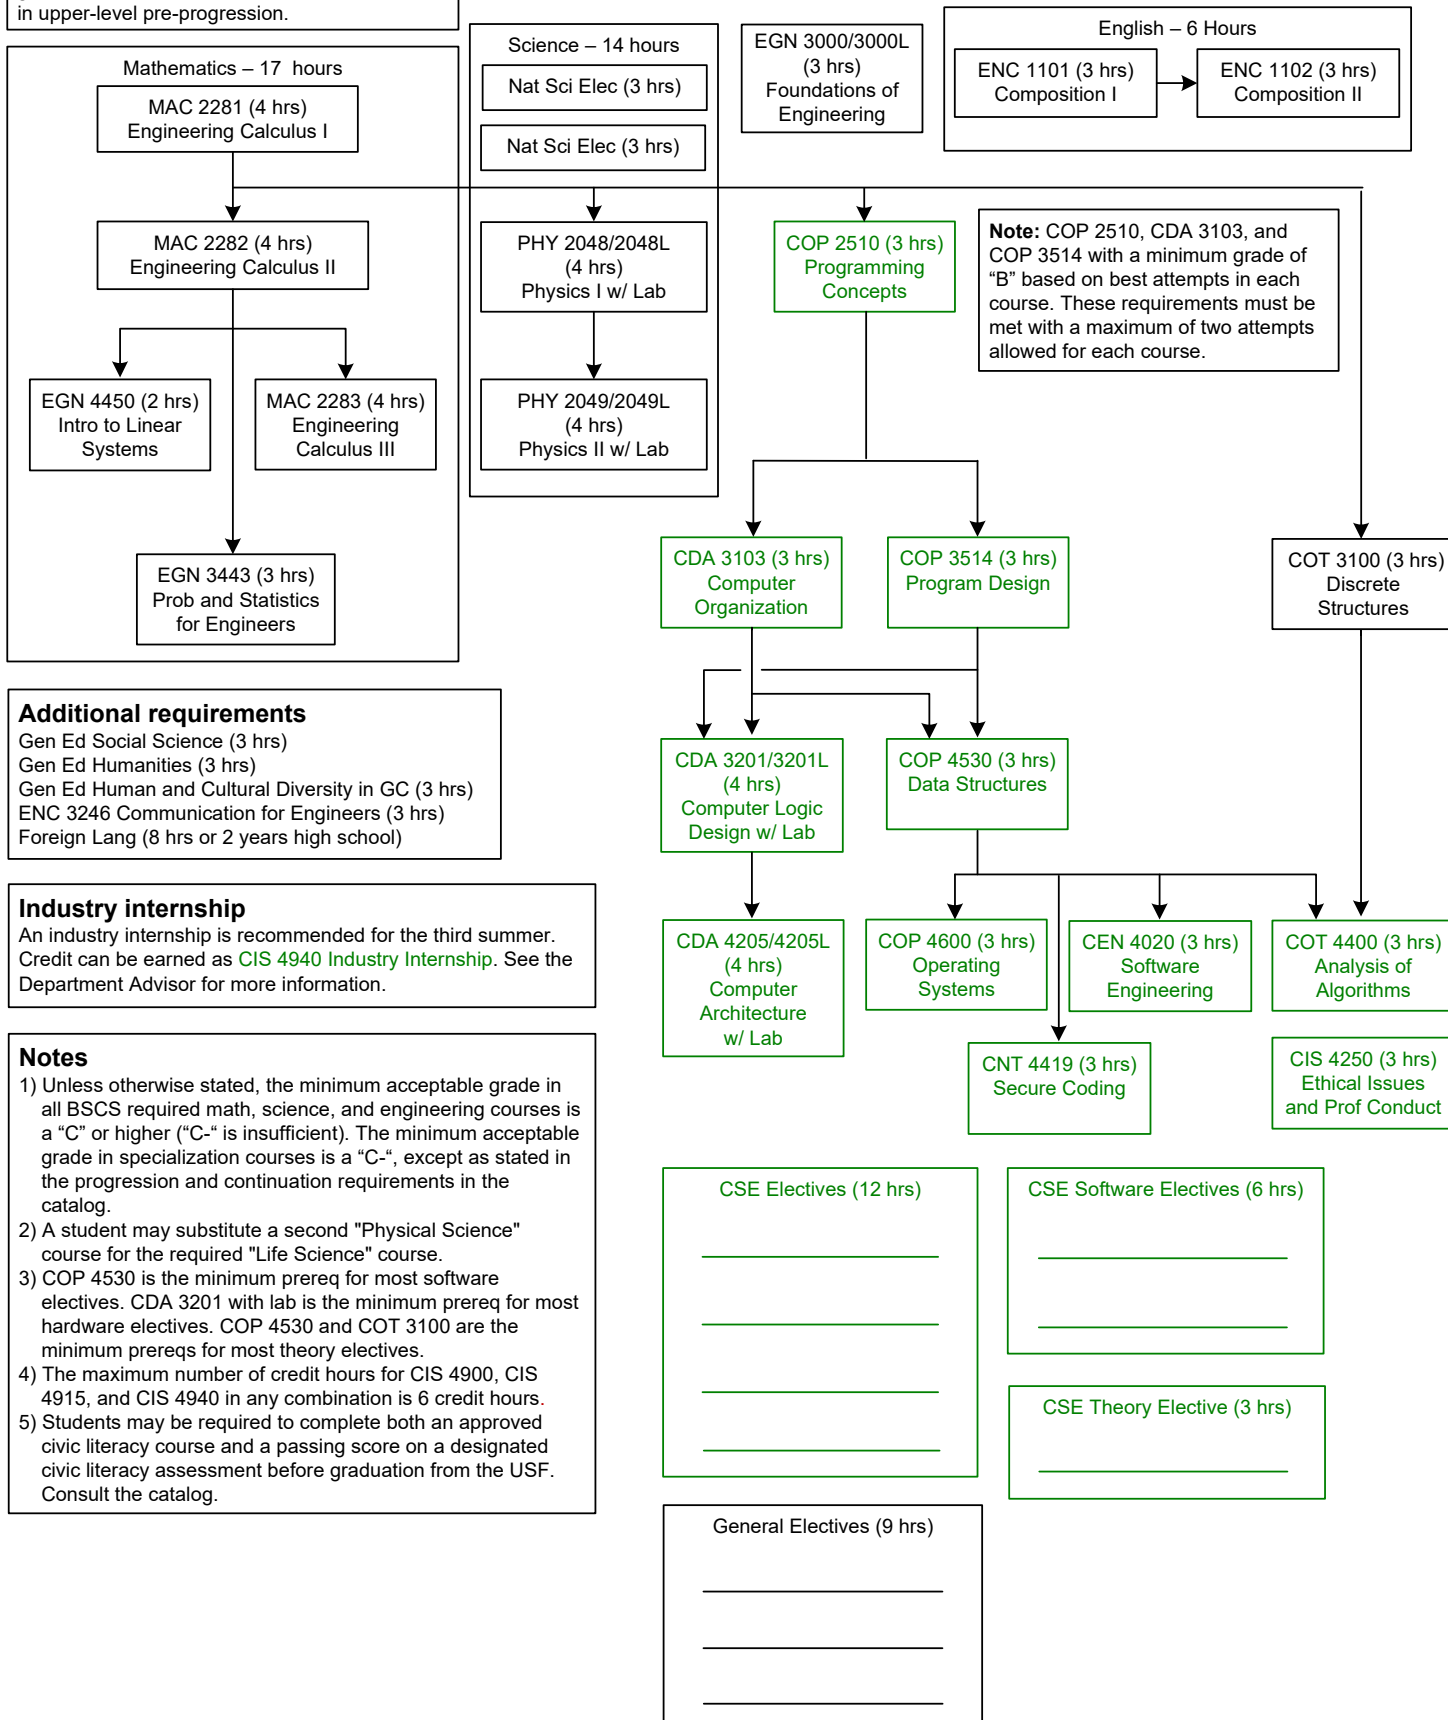 in upper-level pre-progression.
Mathematics – 17  hours
MAC 2281 (4 hrs)
Engineering Calculus I
MAC 2282 (4 hrs)
Engineering Calculus II
EGN 4450 (2 hrs)
Intro to Linear
Systems
MAC 2283 (4 hrs)
Engineering
Calculus III
EGN 3443 (3 hrs)
Prob and Statistics
for Engineers
Science – 14 hours
Nat Sci Elec (3 hrs)
Nat Sci Elec (3 hrs)
PHY 2048/2048L
(4 hrs)
Physics I w/ Lab
PHY 2049/2049L
(4 hrs)
Physics II w/ Lab
EGN 3000/3000L
(3 hrs)
Foundations of
Engineering
English – 6 Hours
ENC 1101 (3 hrs)
Composition I
ENC 1102 (3 hrs)
Composition II
COP 2510 (3 hrs)
Programming
Concepts
Note: COP 2510, CDA 3103, and
COP 3514 with a minimum grade of
“B” based on best attempts in each
course. These requirements must be
met with a maximum of two attempts
allowed for each course.
CDA 3103 (3 hrs)
Computer
Organization
COP 3514 (3 hrs)
Program Design
COT 3100 (3 hrs)
Discrete
Structures
CDA 3201/3201L
(4 hrs)
Computer Logic
Design w/ Lab
COP 4530 (3 hrs)
Data Structures
CDA 4205/4205L
(4 hrs)
Computer
Architecture
w/ Lab
COP 4600 (3 hrs)
Operating
Systems
CEN 4020 (3 hrs)
Software
Engineering
COT 4400 (3 hrs)
Analysis of
Algorithms
CNT 4419 (3 hrs)
Secure Coding
CIS 4250 (3 hrs)
Ethical Issues
and Prof Conduct
Additional requirements
Gen Ed Social Science (3 hrs)
Gen Ed Humanities (3 hrs)
Gen Ed Human and Cultural Diversity in GC (3 hrs)
ENC 3246 Communication for Engineers (3 hrs)
Foreign Lang (8 hrs or 2 years high school)
Industry internship
An industry internship is recommended for the third summer.
Credit can be earned as CIS 4940 Industry Internship. See the
Department Advisor for more information.
Notes
1) Unless otherwise stated, the minimum acceptable grade in
all BSCS required math, science, and engineering courses is
a “C” or higher (“C-“ is insufficient). The minimum acceptable
grade in specialization courses is a “C-“, except as stated in
the progression and continuation requirements in the
catalog.
2) A student may substitute a second "Physical Science"
course for the required "Life Science" course.
3) COP 4530 is the minimum prereq for most software
electives. CDA 3201 with lab is the minimum prereq for most
hardware electives. COP 4530 and COT 3100 are the
minimum prereqs for most theory electives.
4) The maximum number of credit hours for CIS 4900, CIS
4915, and CIS 4940 in any combination is 6 credit hours.
5) Students may be required to complete both an approved
civic literacy course and a passing score on a designated
civic literacy assessment before graduation from the USF.
Consult the catalog.
CSE Electives (12 hrs)
CSE Software Electives (6 hrs)
CSE Theory Elective (3 hrs)
General Electives (9 hrs)